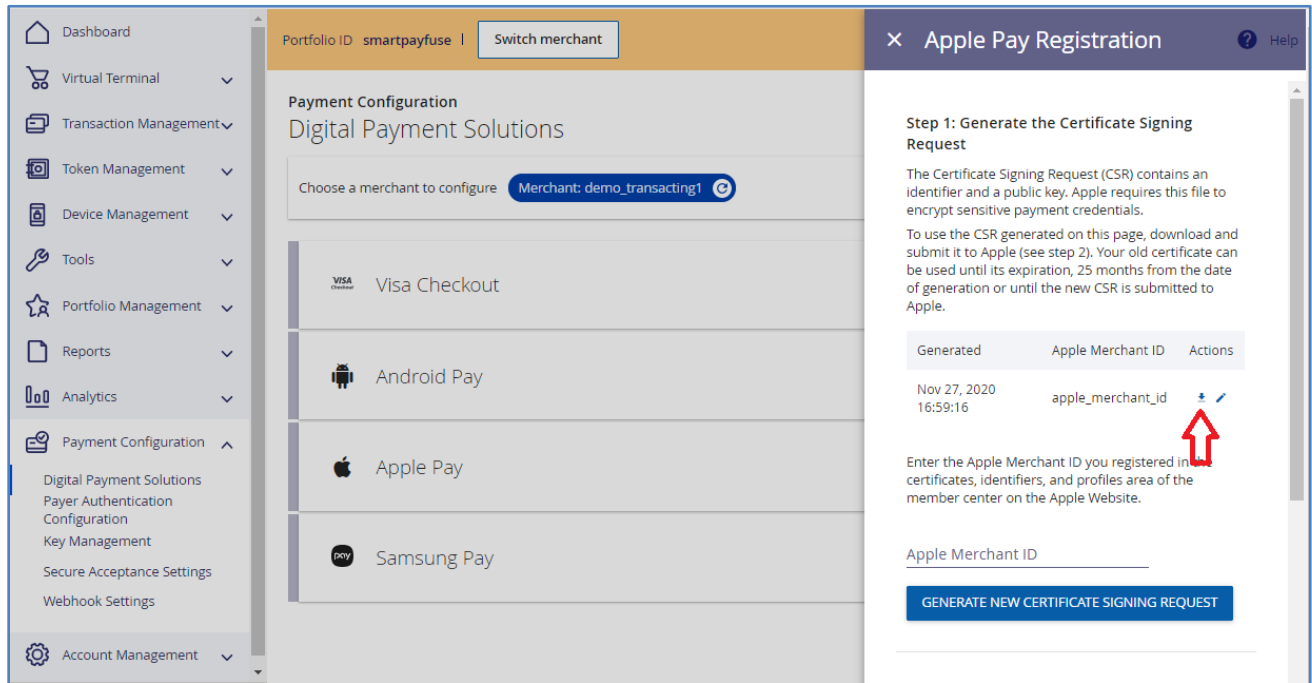 Dashboard
Virtual Terminal
Transaction Management
Token Management
Device Management
Tools
Portfolio Management
Reports
Analytics
Payment Configuration
Digital Payment Solutions
Payer Authentication
Configuration
Key Management
Secure Acceptance Settings
Webhook Settings
Account Management
Portfolio ID smartpayfuse
Switch merchant
Payment Configuration
Digital Payment Solutions
Choose a merchant to configure Merchant: demo_transacting1
VISA
Checkout
Visa Checkout
Android Pay
Apple Pay
pay
Samsung Pay
Apple Pay Registration
? Help
Step 1: Generate the Certificate Signing
Request
The Certificate Signing Request (CSR) contains an
identifier and a public key. Apple requires this file to
encrypt sensitive payment credentials.
To use the CSR generated on this page, download and
submit it to Apple (see step 2). Your old certificate can
be used until its expiration, 25 months from the date
of generation or until the new CSR is submitted to
Apple.
Generated Apple Merchant ID Actions
Nov 27, 2020
16:59:16
apple_merchant_id
Enter the Apple Merchant ID you registered in the
certificates, identifiers, and profiles area of the
member center on the Apple Website.
Apple Merchant ID
GENERATE NEW CERTIFICATE SIGNING REQUEST